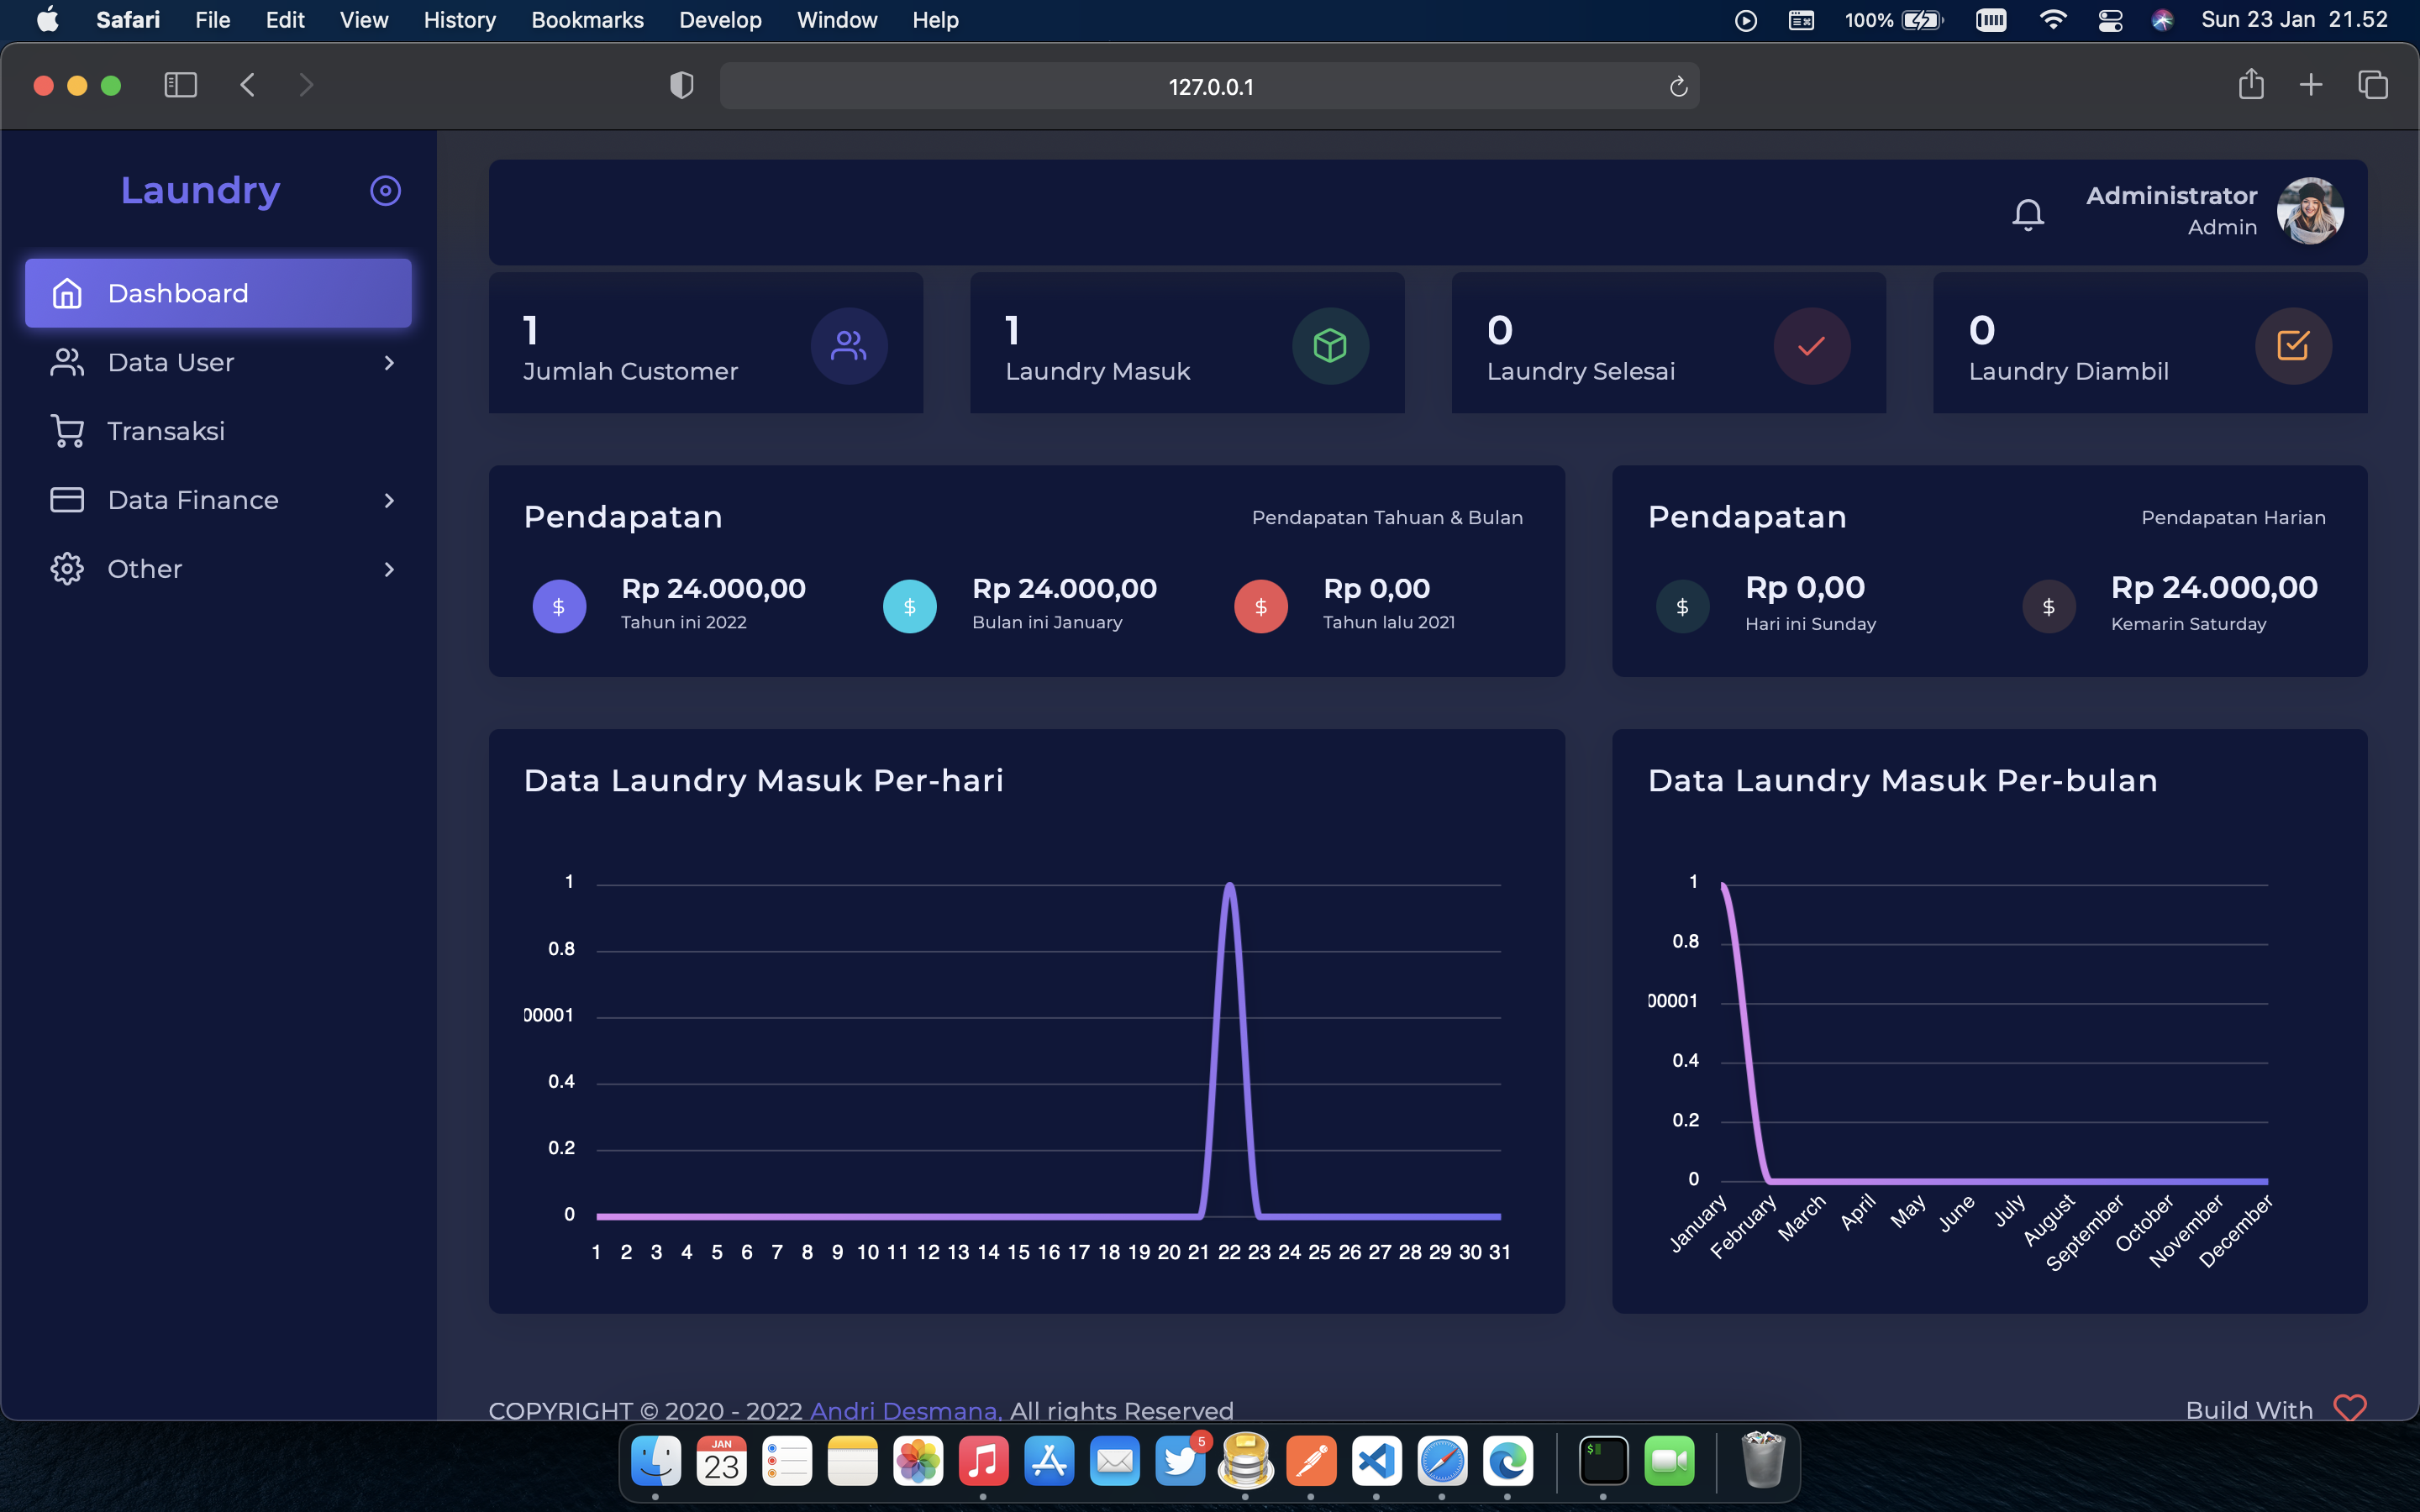 Safari File Edit View History Bookmarks Develop Window Help 100% Sun 23 Jan 21.52
127.0.0.1
Laundry
Dashboard
Data User
Transaksi
Data Finance
Other
Administrator
Admin
1
Jumlah Customer
1
Laundry Masuk
0
Laundry Selesai
0
Laundry Diambil
Pendapatan
Pendapatan Tahuan & Bulan
$
Rp 24.000,00
Tahun ini 2022
$
Rp 24.000,00
Bulan ini January
$
Rp 0,00
Tahun lalu 2021
Pendapatan
Pendapatan Harian
$
Rp 0,00
Hari ini Sunday
$
Rp 24.000,00
Kemarin Saturday
Data Laundry Masuk Per-hari
1
0.8
00001
0.4
0.2
0
1 2 3 4 5 6 7 8 9 10 11 12 13 14 15 16 17 18 19 20 21 22 23 24 25 26 27 28 29 30 31
Data Laundry Masuk Per-bulan
1
0.8
00001
0.4
0.2
0
January February March April May June July August September October November December
COPYRIGHT © 2020 - 2022 Andri Desmana, All rights Reserved
Build With
JAN
23
5
$